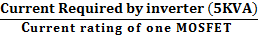 Current Required by inverter (5KVA)
Current rating of one MOSFET